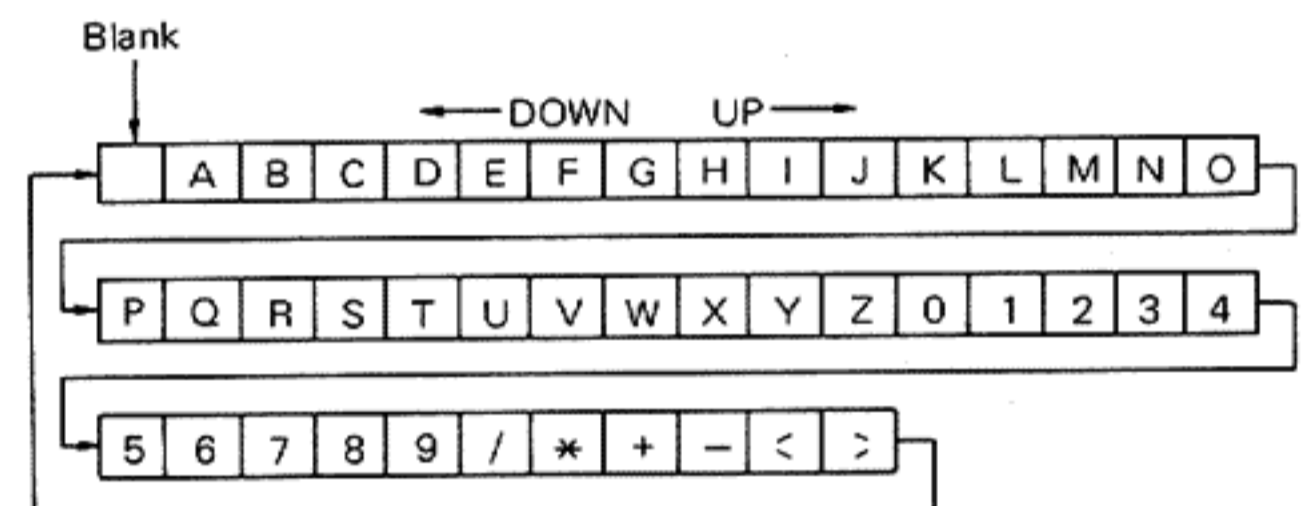 Blank
DOWN UP
A B C D E F G H I J K L M N O
P Q R S T U V W X Y Z 0 1 2 3 4
5 6 7 8 9 / * + − < >